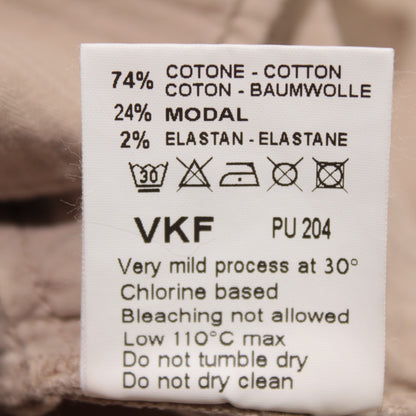 74% COTONE - COTTON
COTON - BAUMWOLLE
24% MODAL
2% ELASTAN - ELASTANE
30
VKF PU 204
Very mild process at 30°
Chlorine based
Bleaching not allowed
Low 110°C max
Do not tumble dry
Do not dry clean